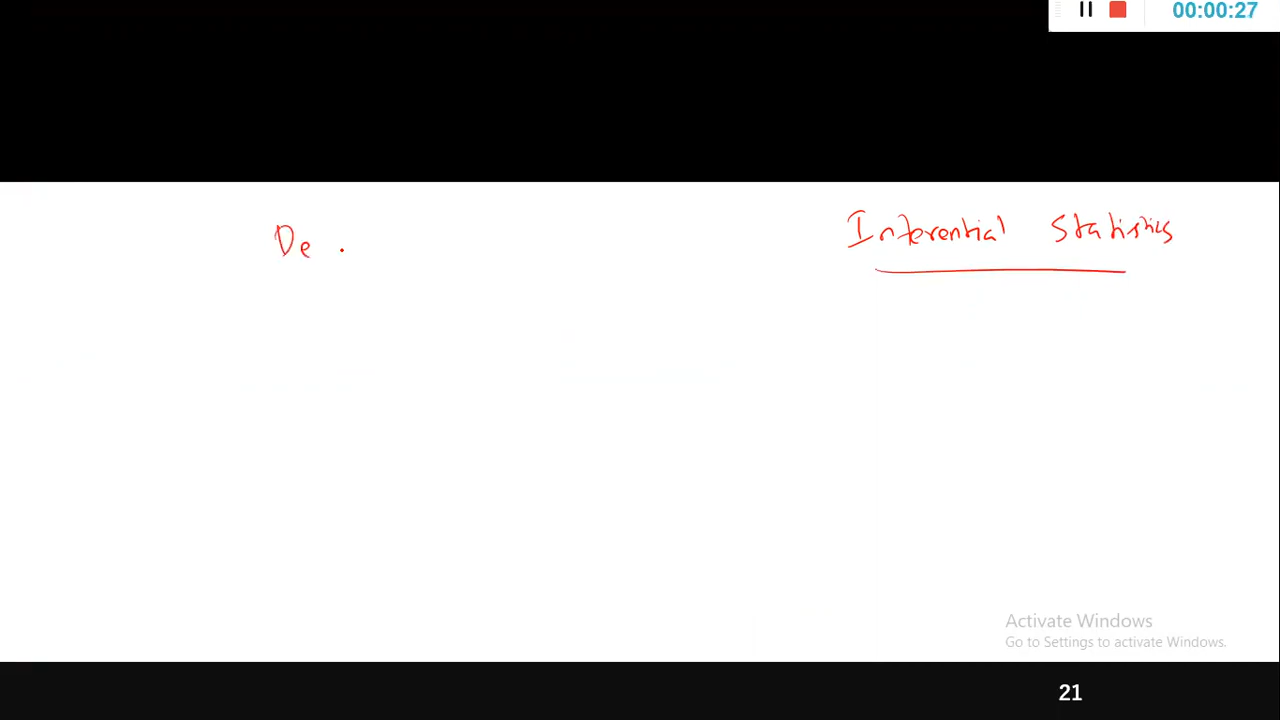 00:00:27
De
Inferential Statistics
Activate Windows
Go to Settings to activate Windows.
21